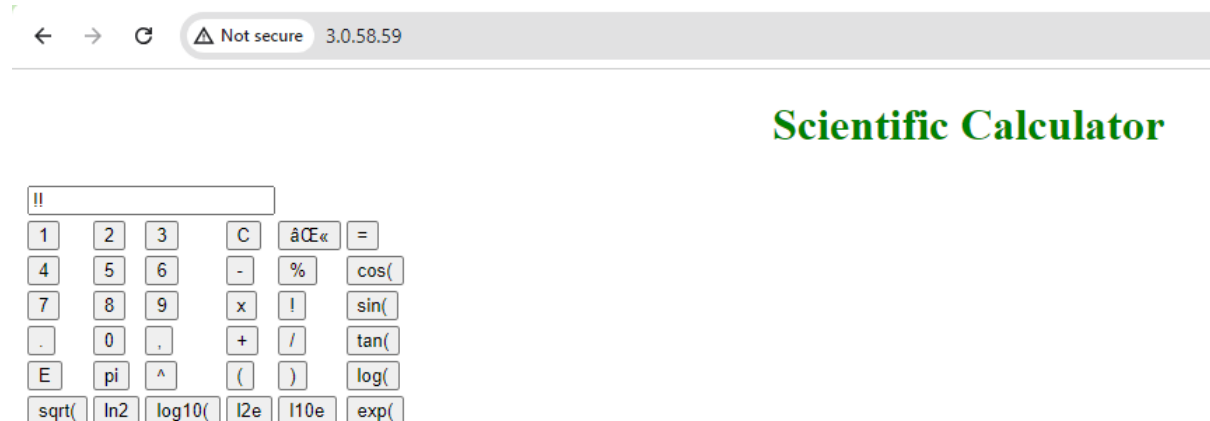 Not secure 3.0.58.59
Scientific Calculator
!!
1 2 3 C âŒ« =
4 5 6 - % cos(
7 8 9 x ! sin(
. 0 , + / tan(
E pi ^ ( ) log(
sqrt( ln2 log10( l2e l10e exp(